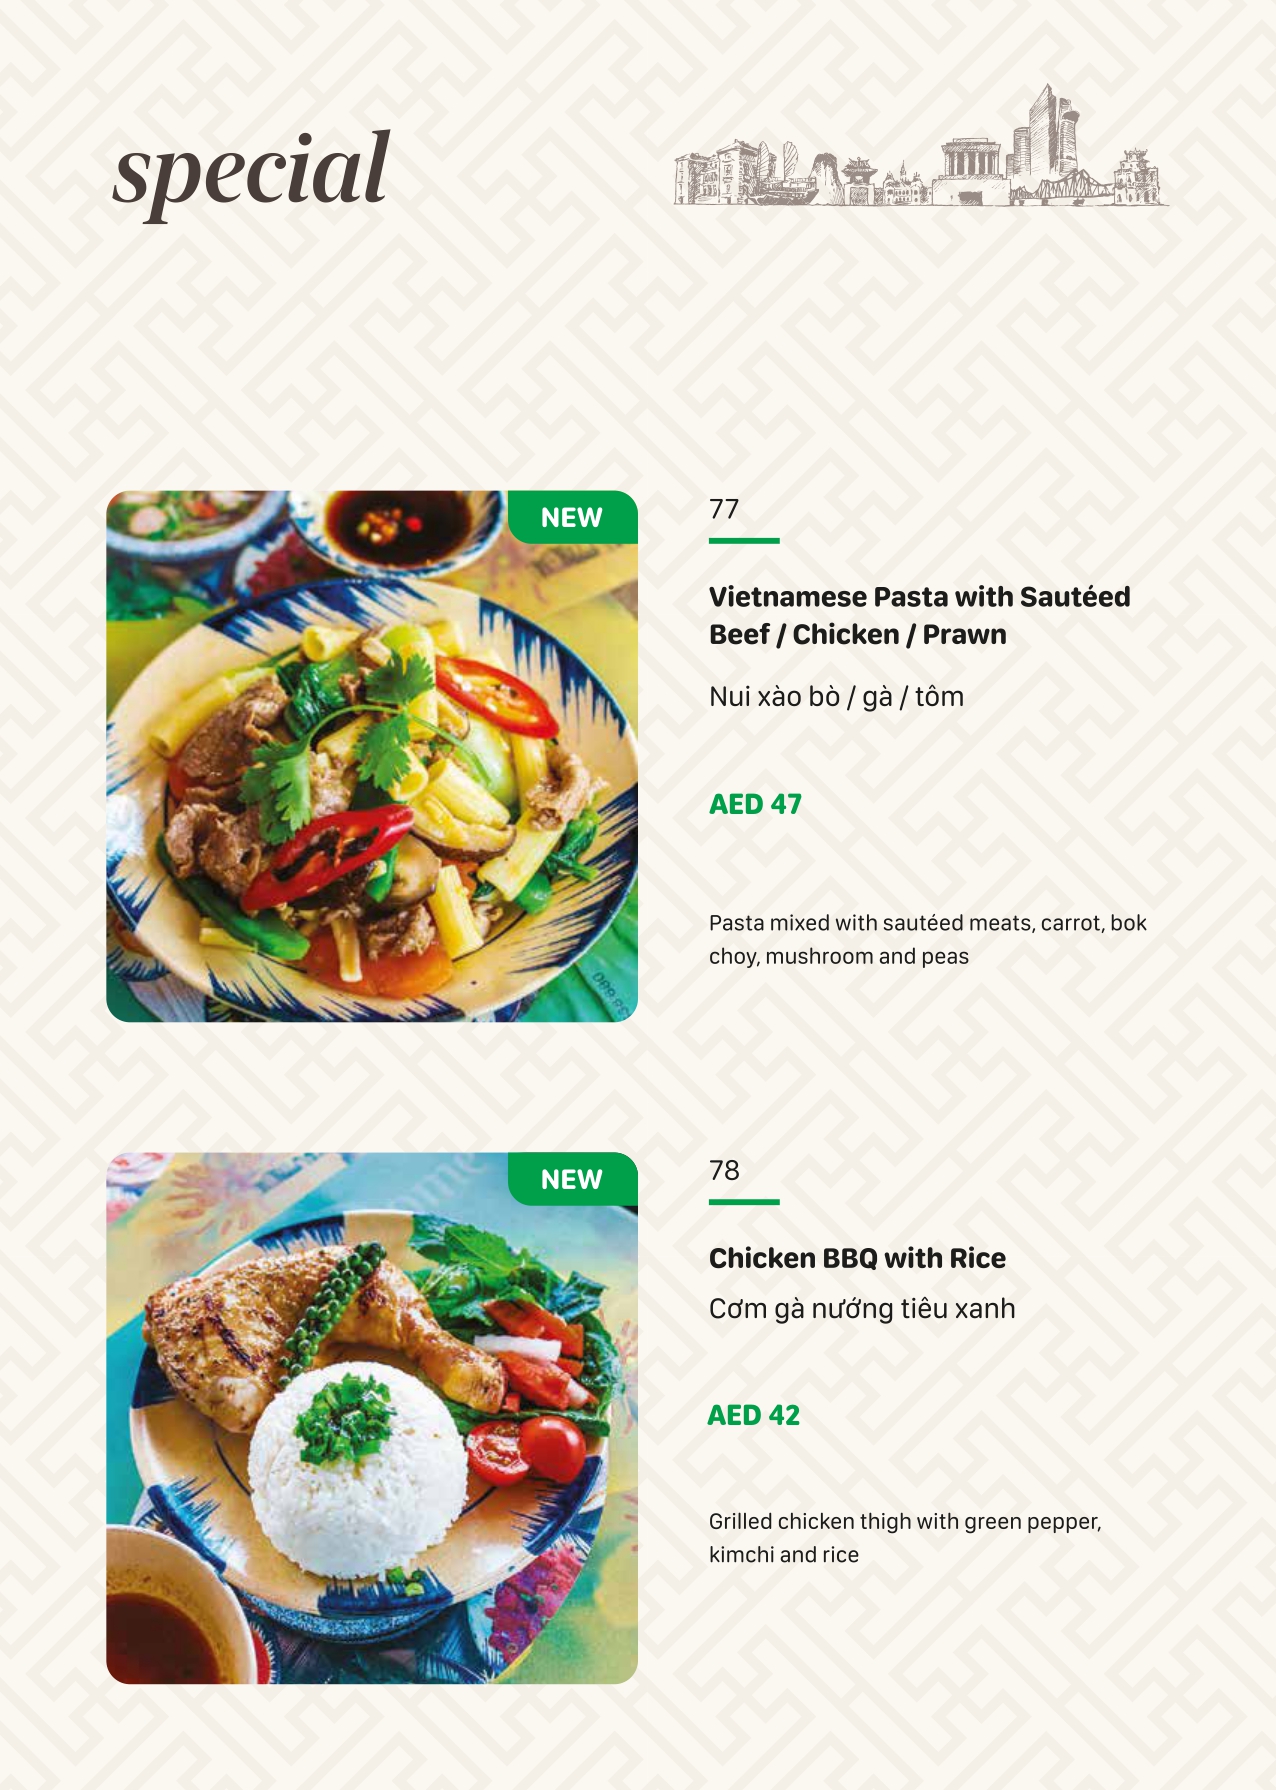 special
NEW
77
Vietnamese Pasta with Sautéed
Beef / Chicken / Prawn
Nui xào bò / gà / tôm
AED 47
Pasta mixed with sautéed meats, carrot, bok
choy, mushroom and peas
NEW
78
Chicken BBQ with Rice
Cơm gà nướng tiêu xanh
AED 42
Grilled chicken thigh with green pepper,
kimchi and rice